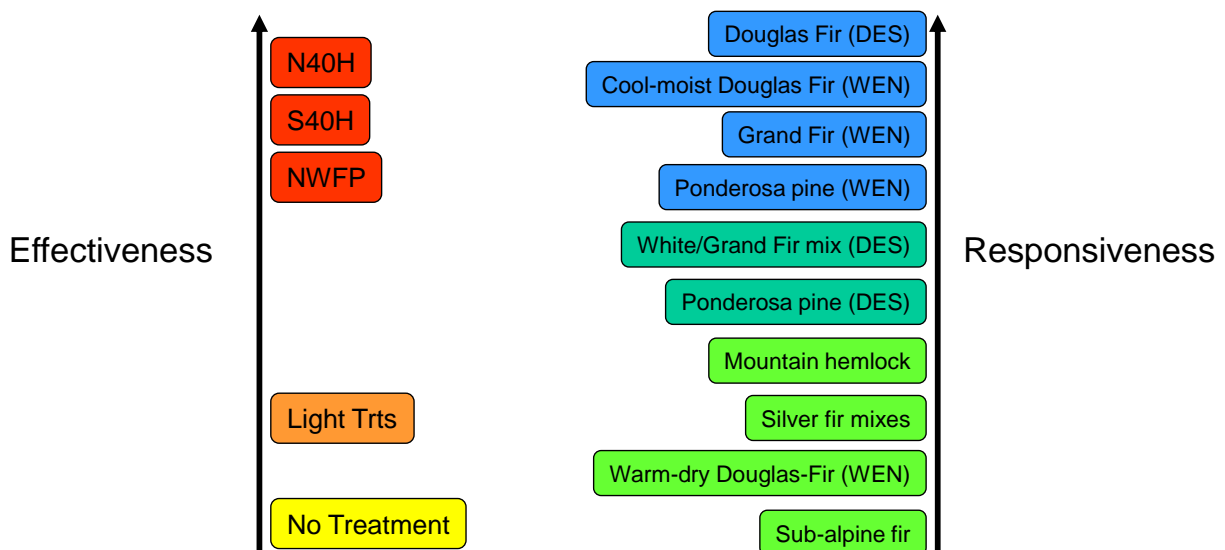 Effectiveness
N40H
S40H
NWFP
Light Trts
No Treatment
Douglas Fir (DES)
Cool-moist Douglas Fir (WEN)
Grand Fir (WEN)
Ponderosa pine (WEN)
White/Grand Fir mix (DES)
Ponderosa pine (DES)
Mountain hemlock
Silver fir mixes
Warm-dry Douglas-Fir (WEN)
Sub-alpine fir
Responsiveness